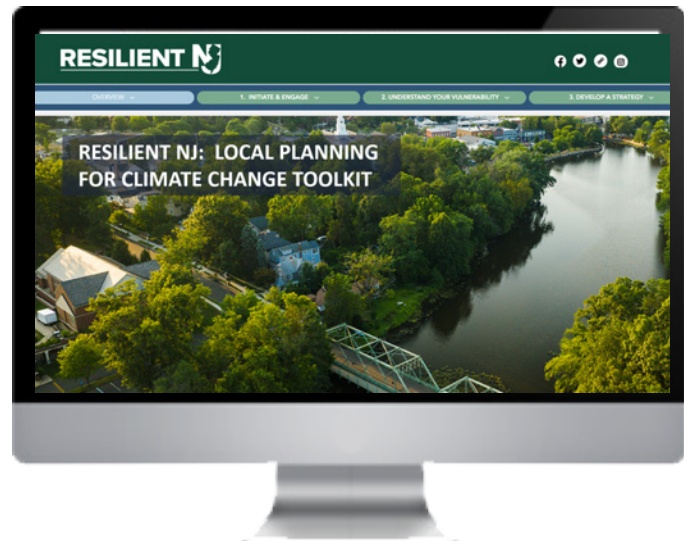 RESILIENT NJ
OVERVIEW
1. INITIATE & ENGAGE
2. UNDERSTAND YOUR VULNERABILITY
3. DEVELOP A STRATEGY
RESILIENT NJ: LOCAL PLANNING
FOR CLIMATE CHANGE TOOLKIT